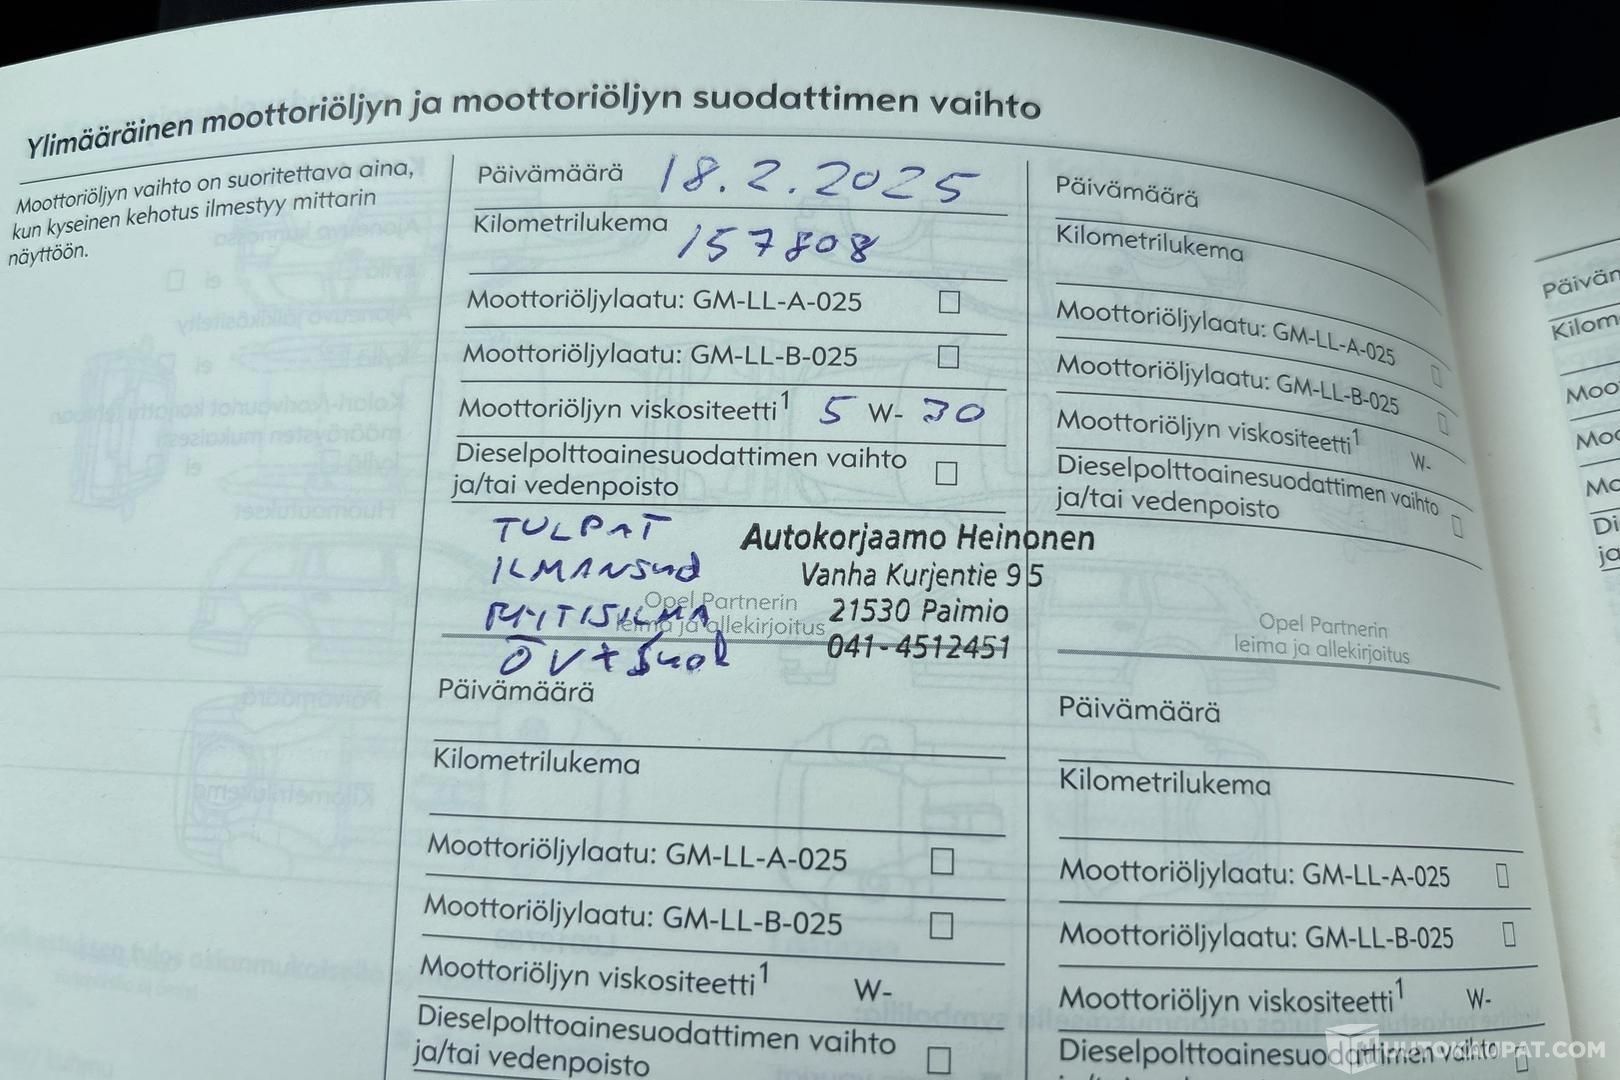 Ylimääräinen moottoriöljyn ja moottoriöljyn suodattimen vaihto
Moottoriöljyn vaihto on suoritettava aina,
kun kyseinen kehotus ilmestyy mittarin
näyttöön.
Päivämäärä 18.2.2025
Kilometrilukema 157808
Moottoriöljylaatu: GM-LL-A-025
Moottoriöljylaatu: GM-LL-B-025
Moottoriöljyn viskositeetti1 5 W- 30
Dieselpolttoainesuodattimen vaihto
ja/tai vedenpoisto
TULPAT
ILMANSUD
ÖV + SUOD
Autokorjaamo Heinonen
Vanha Kurjentie 95
21530 Paimio
041-4512451
Opel Partnerin
leima ja allekirjoitus
Päivämäärä
Kilometrilukema
Moottoriöljylaatu: GM-LL-A-025
Moottoriöljylaatu: GM-LL-B-025
Moottoriöljyn viskositeetti1 W-
Dieselpolttoainesuodattimen vaihto
ja/tai vedenpoisto
Päivämäärä
Kilometrilukema
Moottoriöljylaatu: GM-LL-A-025
Moottoriöljylaatu: GM-LL-B-025
Moottoriöljyn viskositeetti1 W-
Dieselpolttoainesuodattimen vaihto
ja/tai vedenpoisto
Opel Partnerin
leima ja allekirjoitus
Päivämäärä
Kilometrilukema
Moottoriöljylaatu: GM-LL-A-025
Moottoriöljylaatu: GM-LL-B-025
Moottoriöljyn viskositeetti1 W-
Dieselpolttoainesuodattimen vaihto
HUUTOKAUPAT.COM